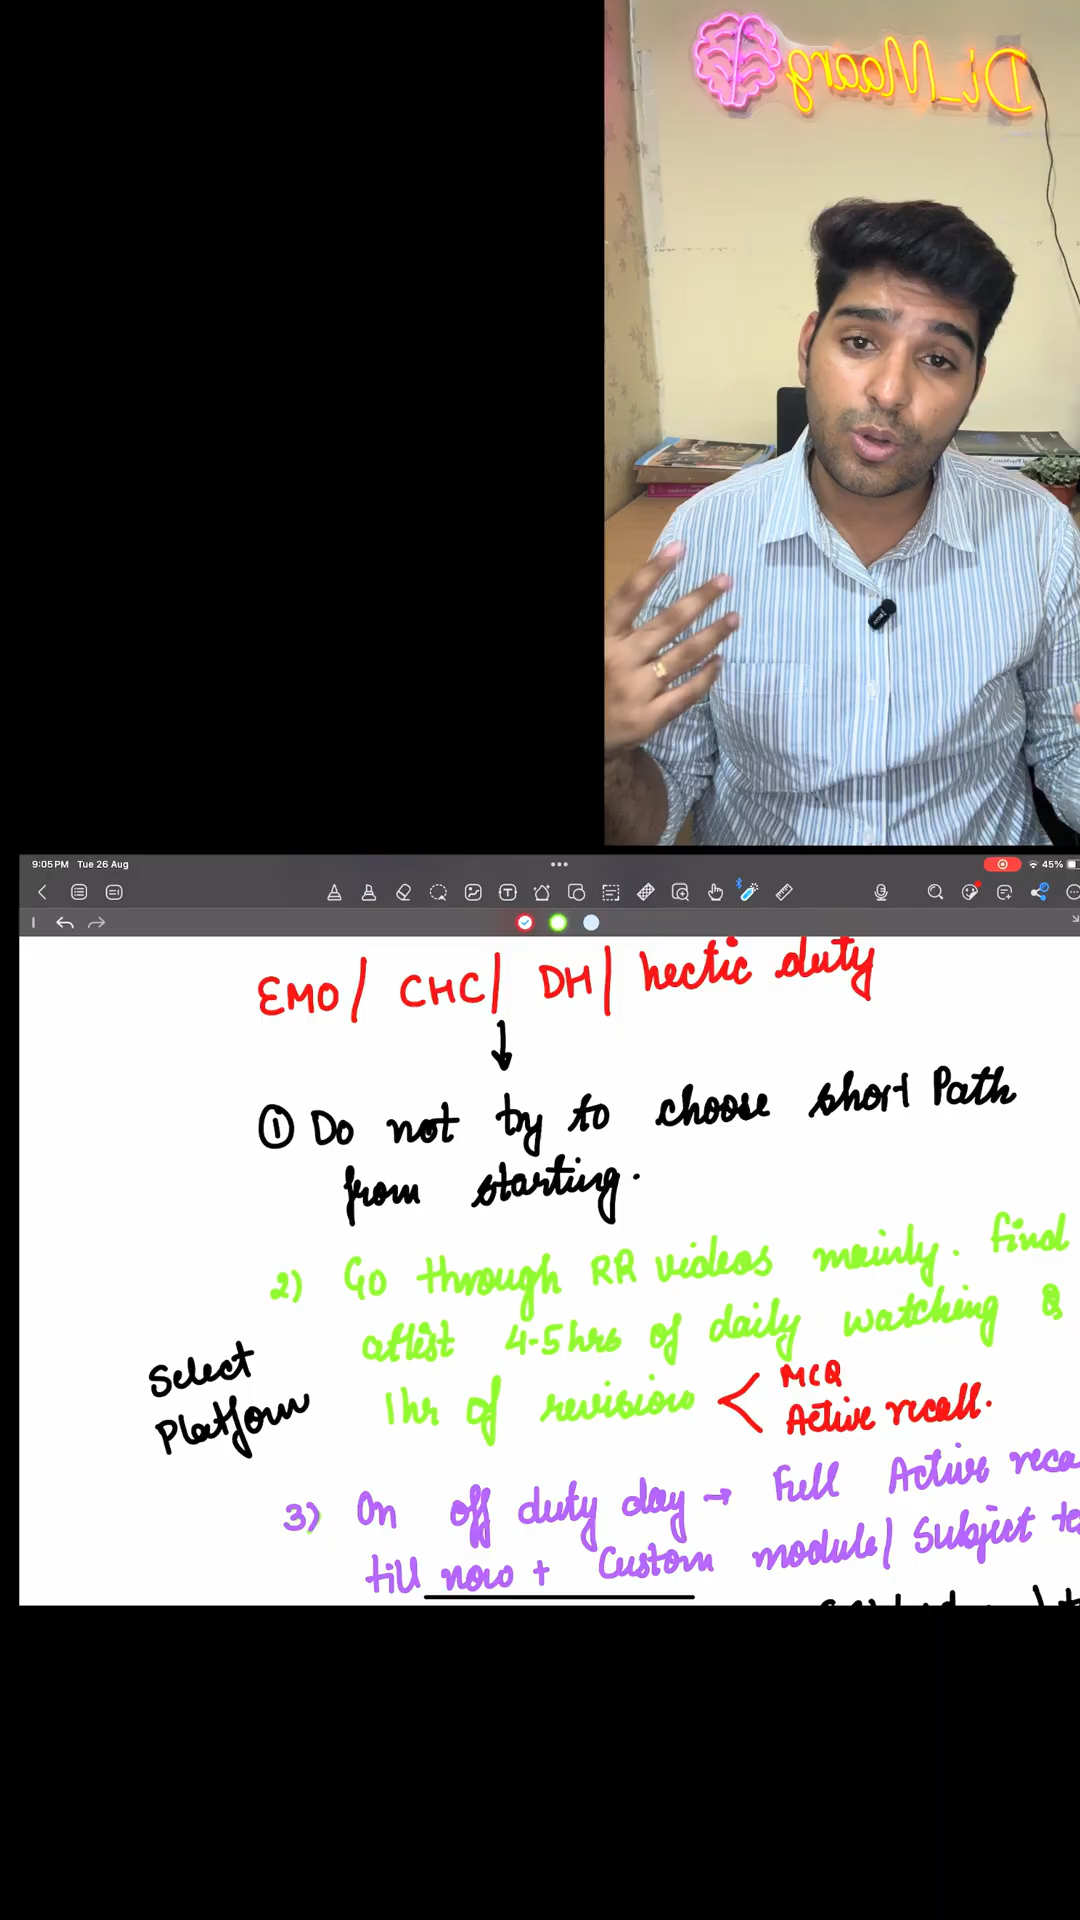 Di_Maarg
9:05 PM Tue 26 Aug
45%
EMO/ CHC/ DH/ hectic duty
① Do not try to choose short Path
from starting.
2) Go through RR videos mainly. Find
atlest 4-5 hrs of daily watching &
Select
Platform
1hr of revision
MCQ
Active recall.
3) On off duty day → Full Active reca
till now + Custom module/ Subject te